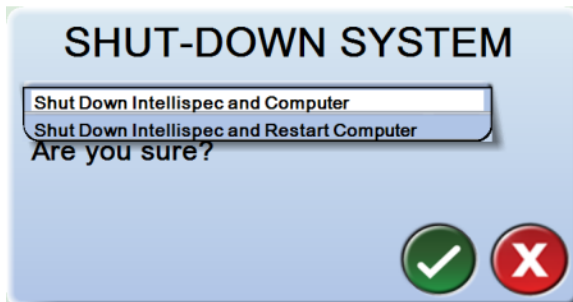 SHUT-DOWN SYSTEM
Shut Down Intellispec and Computer
Shut Down Intellispec and Restart Computer
Are you sure?